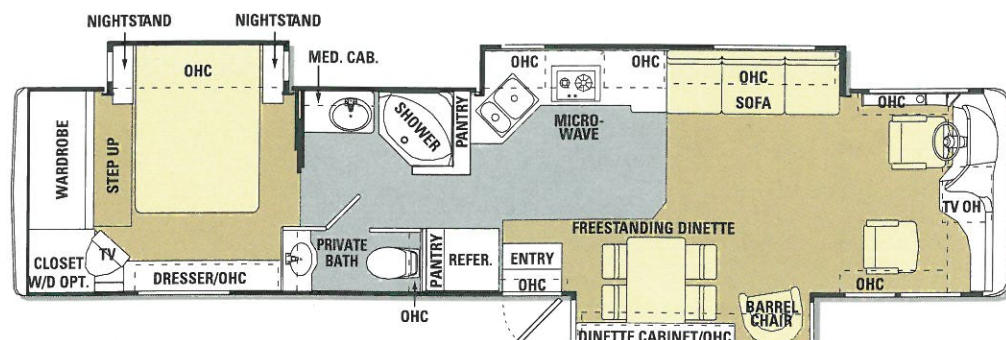 NIGHTSTAND
NIGHTSTAND
OHC
MED. CAB.
OHC
OHC
OHC
SOFA
OHC
WARDROBE
STEP UP
SHOWER
PANTRY
MICRO-
WAVE
TV OH
FREESTANDING DINETTE
TV
CLOSET
W/D OPT.
DRESSER/OHC
PRIVATE
BATH
PANTRY
REFER.
ENTRY
OHC
OHC
OHC
BARREL
CHAIR
DINETTE CABINET/OHC